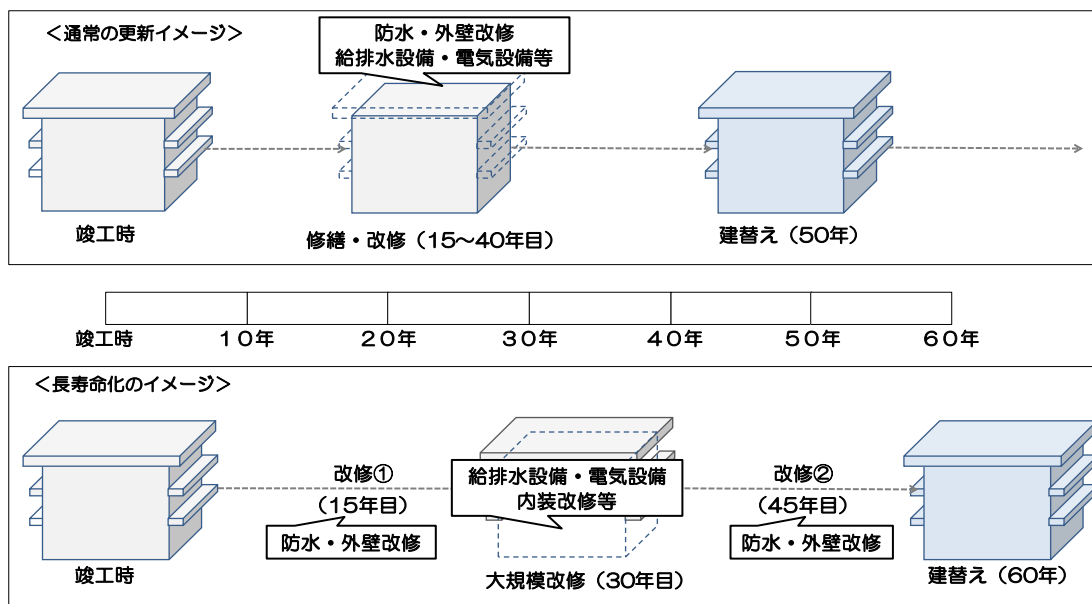 ＜通常の更新イメージ＞
防水・外壁改修
給排水設備・電気設備等
竣工時
修繕・改修（15～40年目）
建替え（50年）
竣工時
10年
20年
30年
40年
50年
60年
＜長寿命化のイメージ＞
改修①
（15年目）
防水・外壁改修
給排水設備・電気設備
内装改修等
改修②
（45年目）
防水・外壁改修
竣工時
大規模改修（30年目）
建替え（60年）